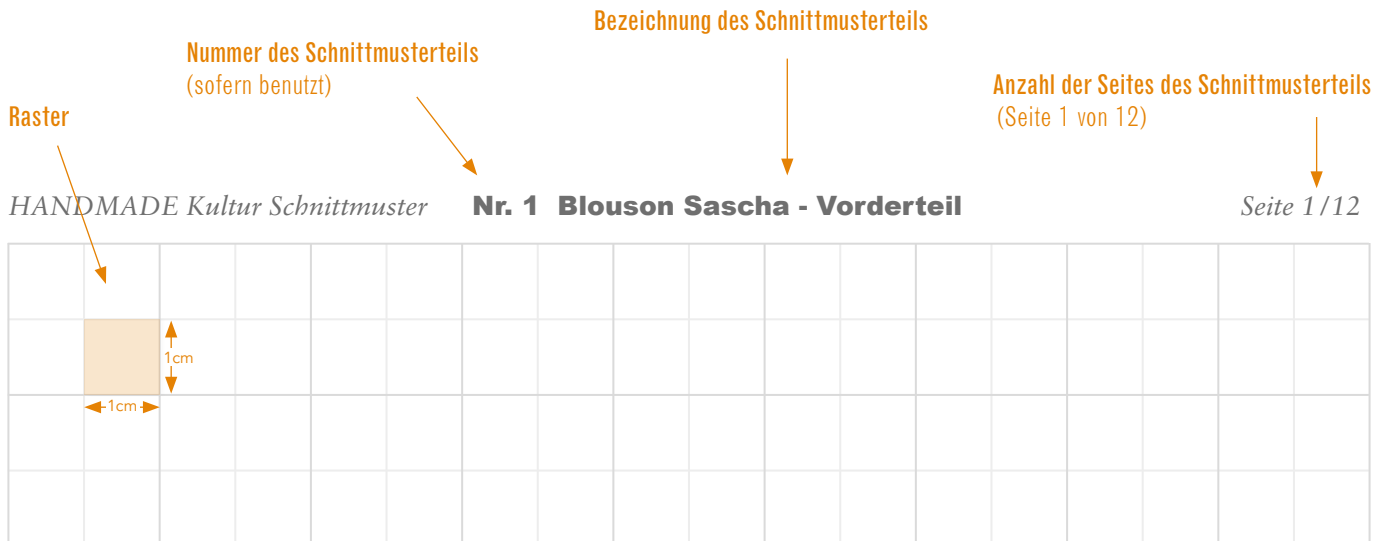 Bezeichnung des Schnittmusterteils
Nummer des Schnittmusterteils
(sofern benutzt)
Anzahl der Seites des Schnittmusterteils
(Seite 1 von 12)
Raster
HANDMADE Kultur Schnittmuster Nr. 1 Blouson Sascha - Vorderteil Seite 1/12
1cm
1cm